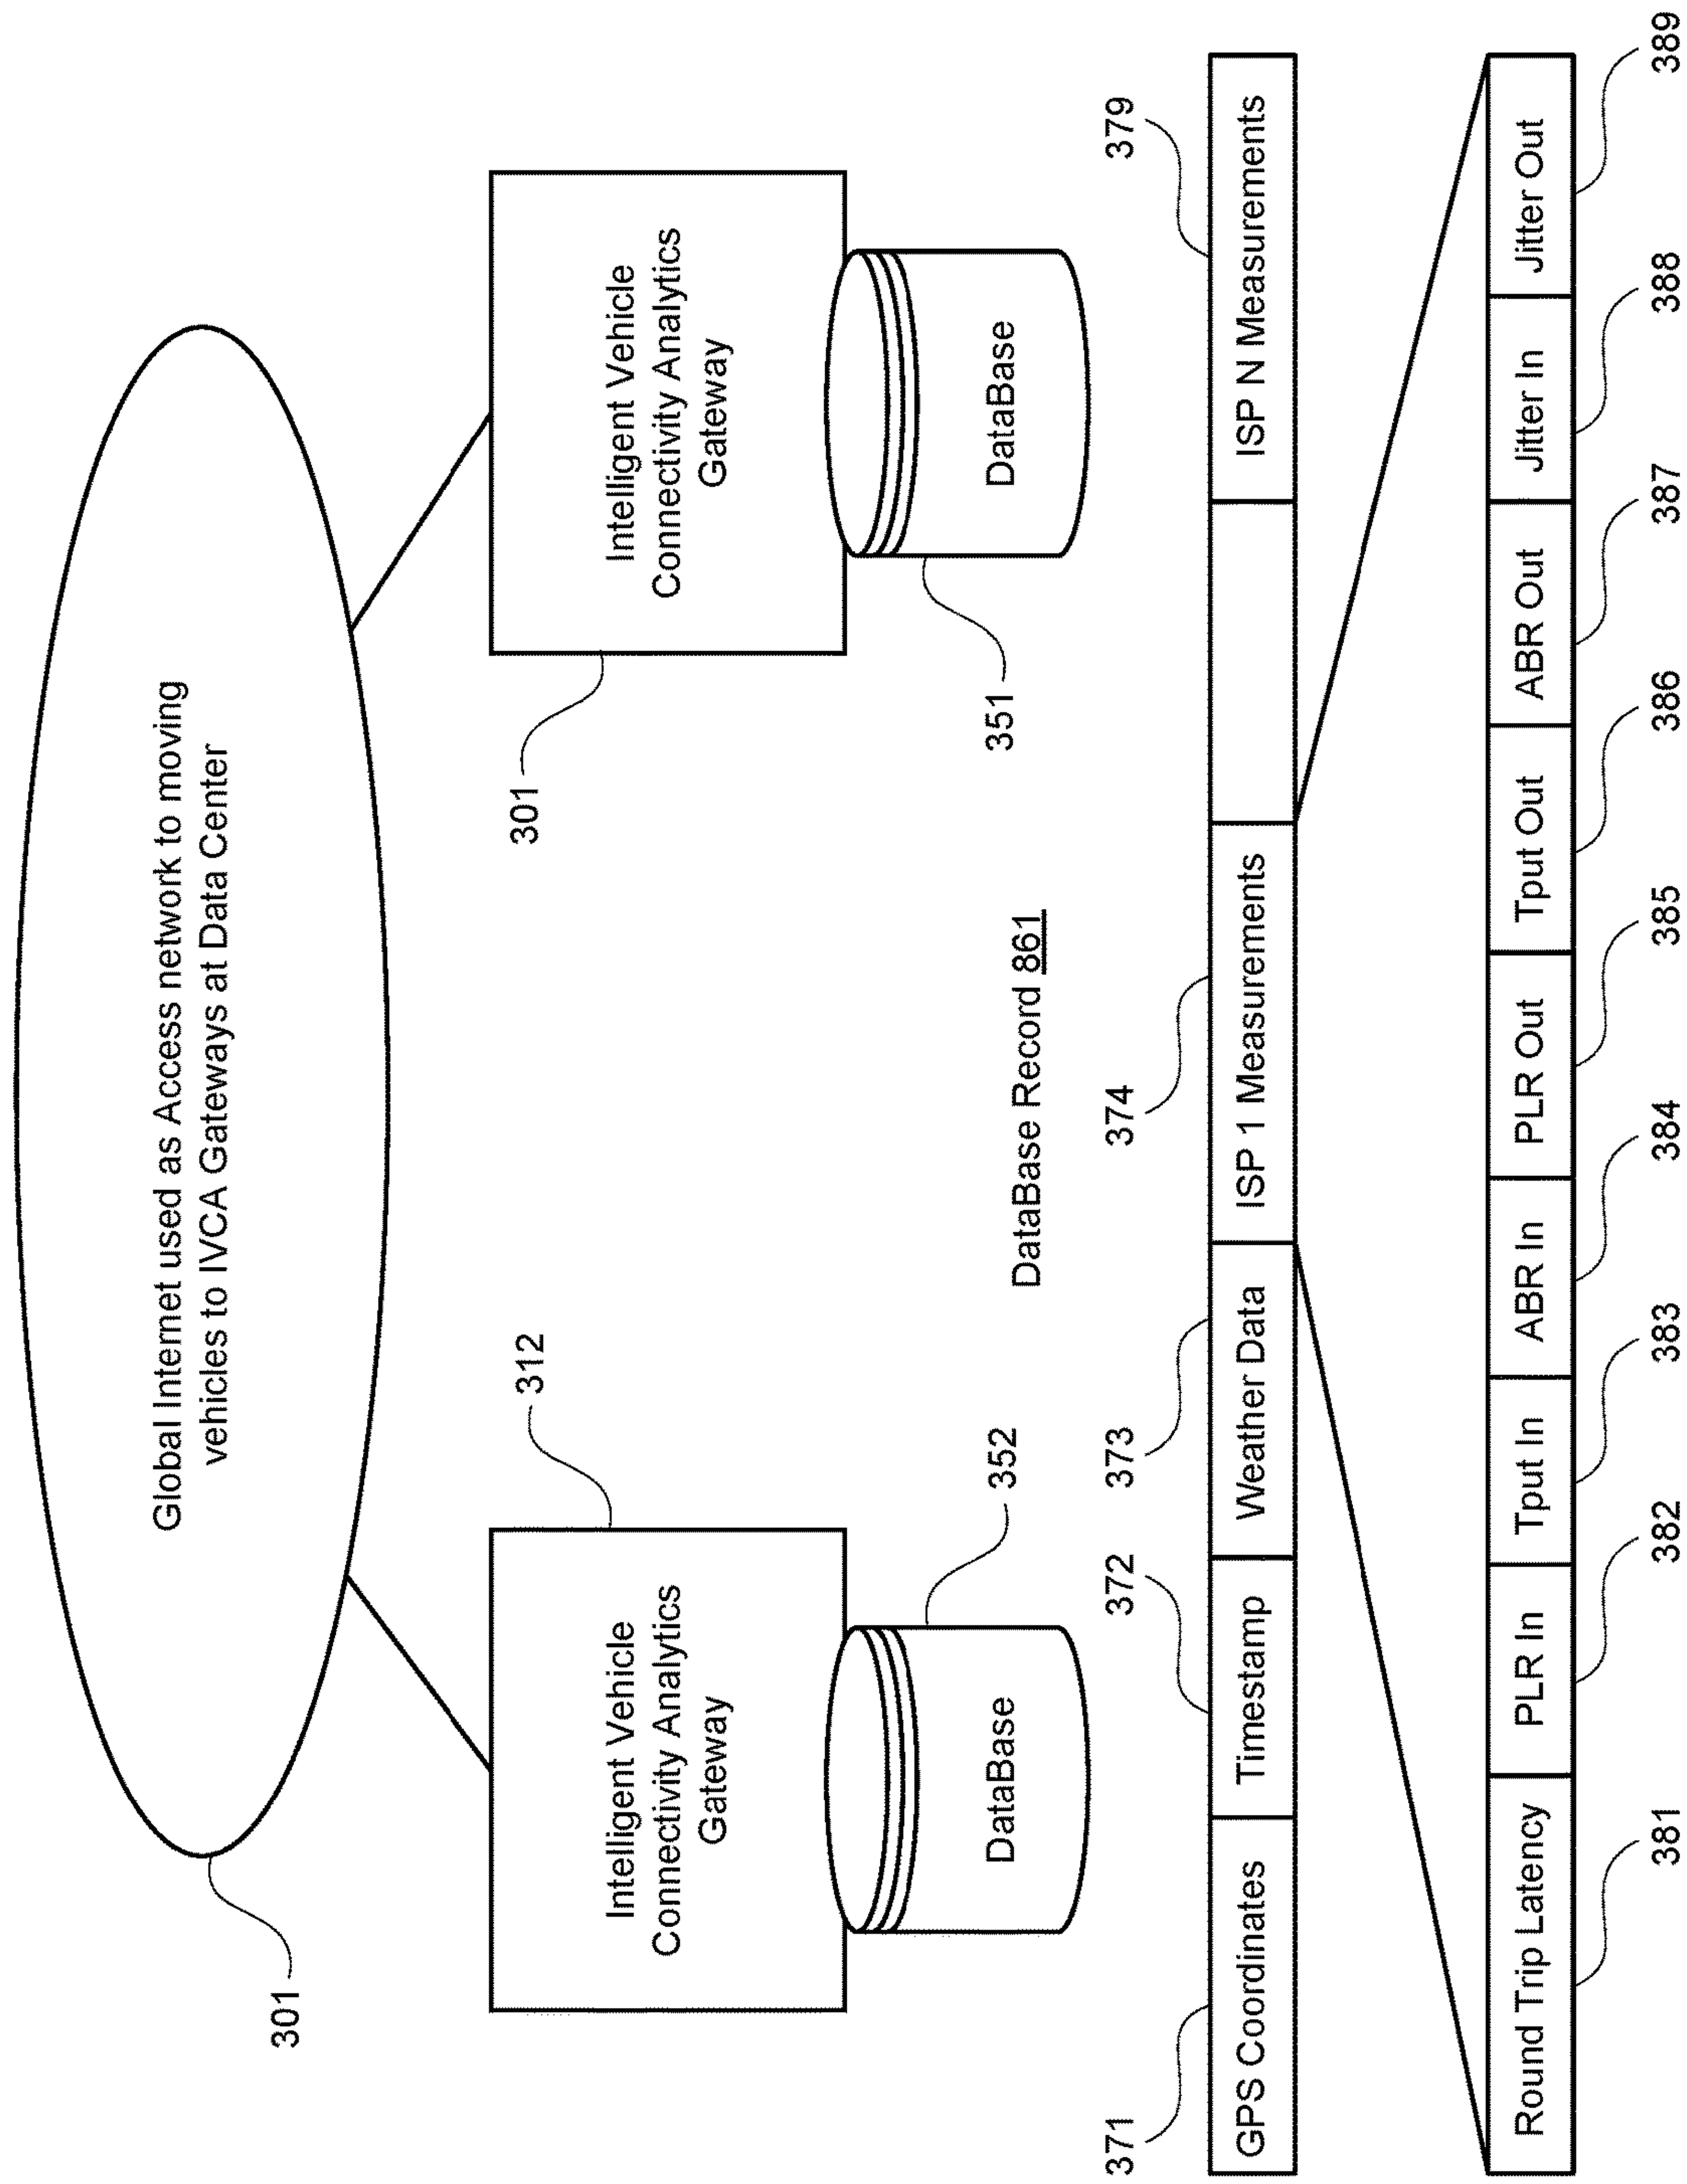 Global Internet used as Access network to moving
vehicles to IVCA Gateways at Data Center
301
312
301
Intelligent Vehicle
Connectivity Analytics
Gateway
Intelligent Vehicle
Connectivity Analytics
Gateway
DataBase
352
DataBase
351
DataBase Record 861
371
372
373
374
379
GPS Coordinates
Timestamp
Weather Data
ISP 1 Measurements
ISP N Measurements
Round Trip Latency
PLR In
Tput In
ABR In
PLR Out
Tput Out
ABR Out
Jitter In
Jitter Out
381
382
383
384
385
386
387
388
389